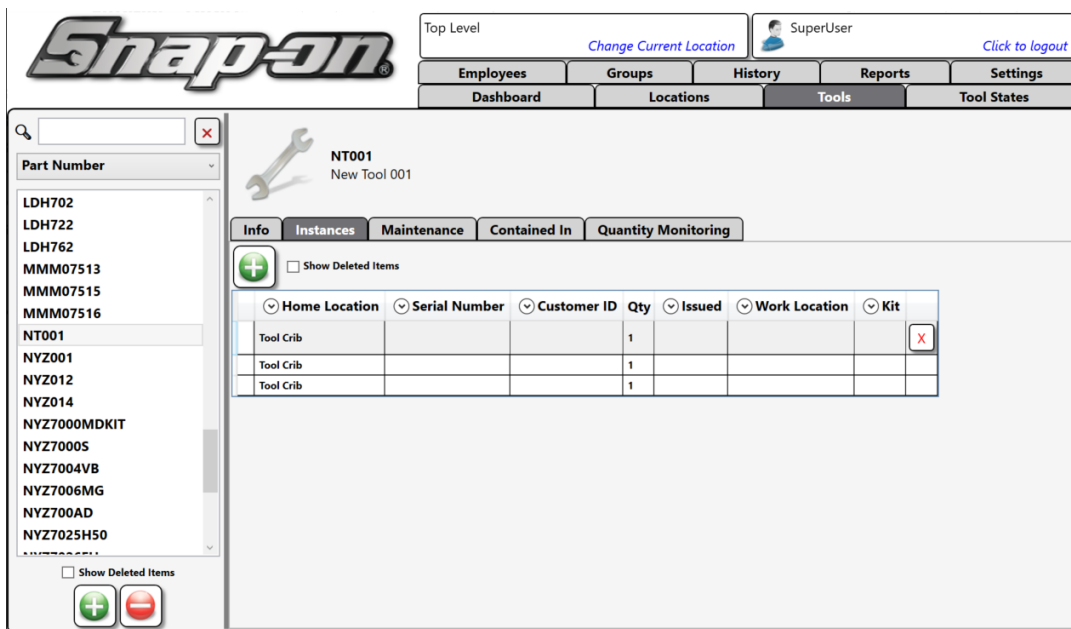 Snap-on®
Top Level
Change Current Location
SuperUser
Click to logout
Employees Groups History Reports Settings
Dashboard Locations Tools Tool States
Part Number
LDH702
LDH722
LDH762
MMM07513
MMM07515
MMM07516
NT001
NYZ001
NYZ012
NYZ014
NYZ7000MDKIT
NYZ7000S
NYZ7004VB
NYZ7006MG
NYZ700AD
NYZ7025H50
Show Deleted Items
NT001
New Tool 001
Info Instances Maintenance Contained In Quantity Monitoring
Show Deleted Items
Home Location Serial Number Customer ID Qty Issued Work Location Kit
Tool Crib 1 X
Tool Crib 1
Tool Crib 1